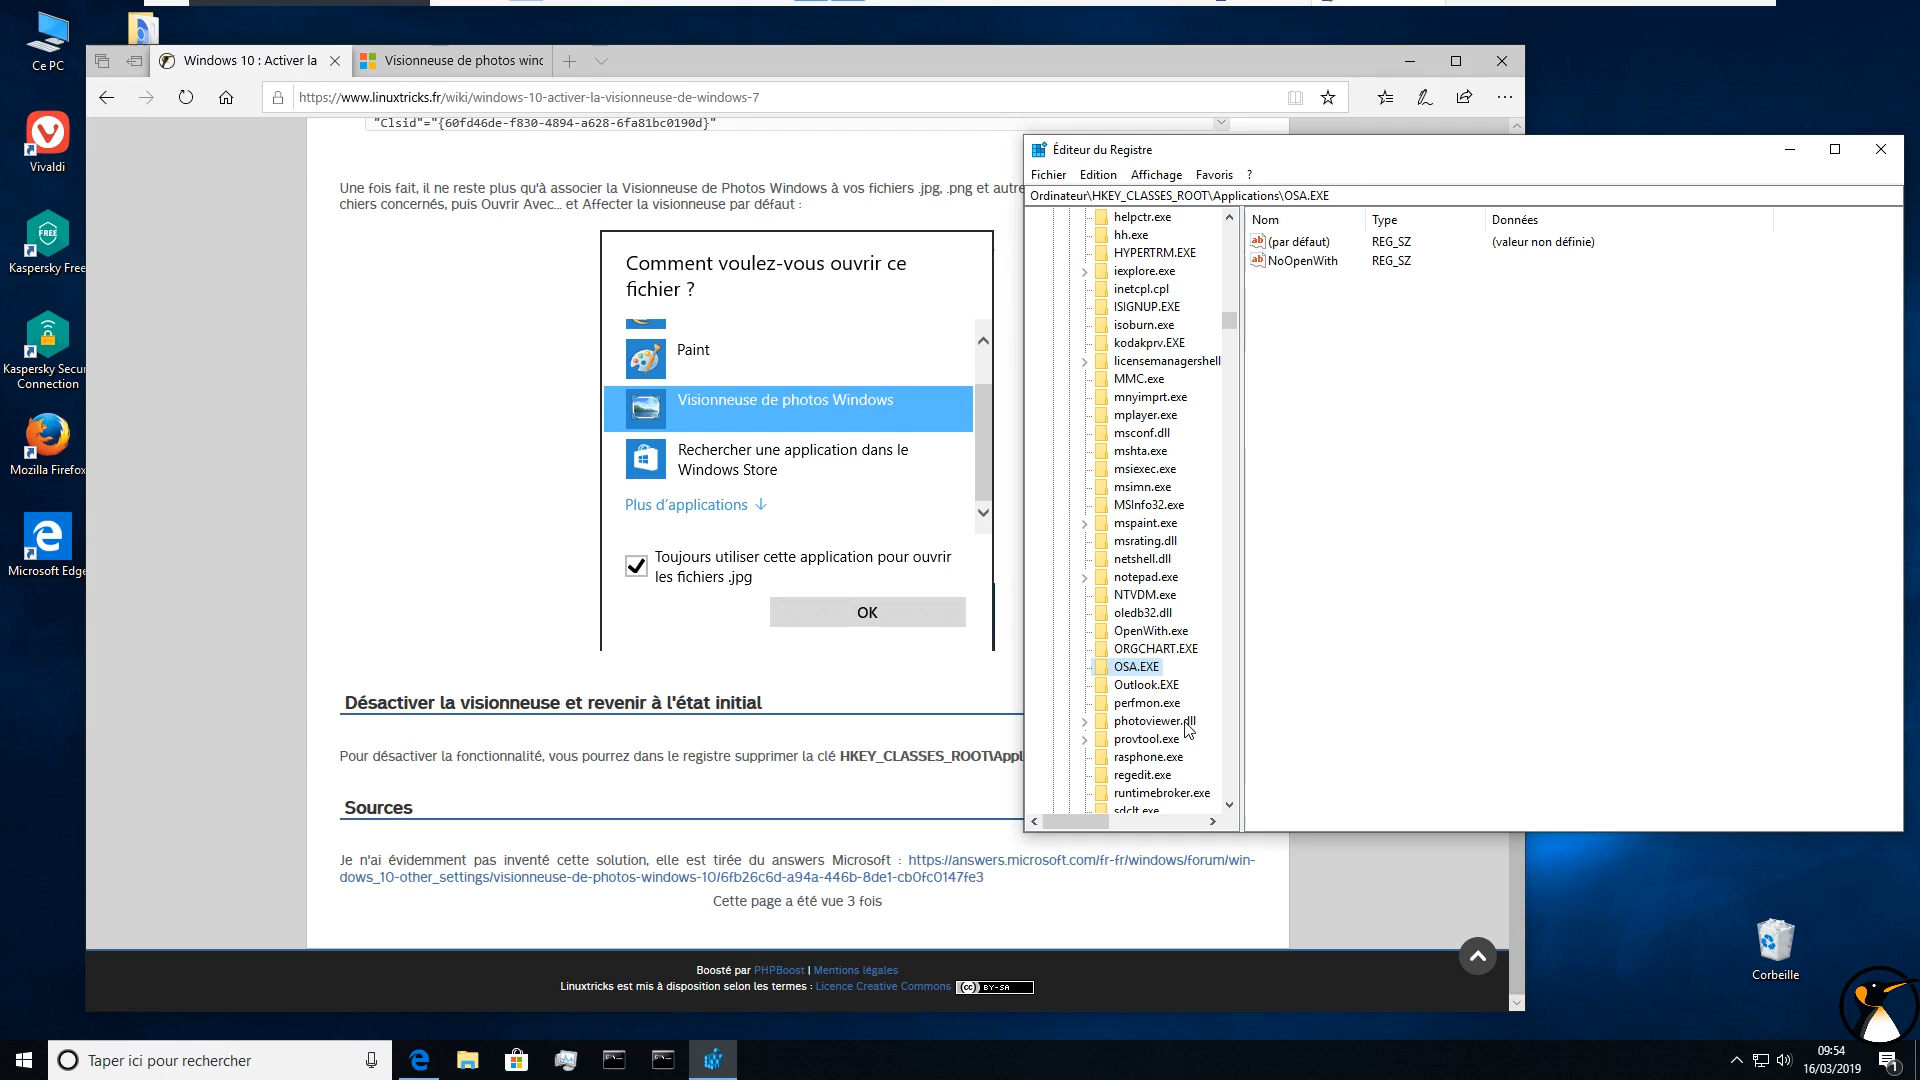 Ce PC
Vivaldi
FREE
Kaspersky Free
Kaspersky Secur
Connection
Mozilla Firefox
Microsoft Edge
Windows 10 : Activer la
Visionneuse de photos winc
https://www.linuxtricks.fr/wiki/windows-10-activer-la-visionneuse-de-windows-7
"Clsid"="{60fd46de-f830-4894-a628-6fa81bc0190d}"
Une fois fait, il ne reste plus qu'à associer la Visionneuse de Photos Windows à vos fichiers .jpg, .png et autre
chiers concernés, puis Ouvrir Avec... et Affecter la visionneuse par défaut :
Comment voulez-vous ouvrir ce
fichier ?
Paint
Visionneuse de photos Windows
Rechercher une application dans le
Windows Store
Plus d'applications
Toujours utiliser cette application pour ouvrir
les fichiers .jpg
OK
Désactiver la visionneuse et revenir à l'état initial
Pour désactiver la fonctionnalité, vous pourrez dans le registre supprimer la clé HKEY_CLASSES_ROOT\Appl
Sources
Je n'ai évidemment pas inventé cette solution, elle est tirée du answers Microsoft : https://answers.microsoft.com/fr-fr/windows/forum/win-
dows_10-other_settings/visionneuse-de-photos-windows-10/6fb26c6d-a94a-446b-8de1-cb0fc0147fe3
Cette page a été vue 3 fois
Boosté par PHPBoost | Mentions légales
Linuxtricks est mis à disposition selon les termes : Licence Creative Commons (cc) BY-SA
Éditeur du Registre
Fichier Edition Affichage Favoris ?
Ordinateur\HKEY_CLASSES_ROOT\Applications\OSA.EXE
helpctr.exe
hh.exe
HYPERTRM.EXE
iexplore.exe
inetcpl.cpl
ISIGNUP.EXE
isoburn.exe
kodakprv.EXE
licensemanagershell
MMC.exe
mnyimprt.exe
mplayer.exe
msconf.dll
mshta.exe
msiexec.exe
msimn.exe
MSInfo32.exe
mspaint.exe
msrating.dll
netshell.dll
notepad.exe
NTVDM.exe
oledb32.dll
OpenWith.exe
ORGCHART.EXE
OSA.EXE
Outlook.EXE
perfmon.exe
photoviewer.dll
provtool.exe
rasphone.exe
regedit.exe
runtimebroker.exe
sdclt.exe
Nom Type Données
ab (par défaut) REG_SZ (valeur non définie)
ab NoOpenWith REG_SZ
Corbeille
Taper ici pour rechercher
09:54
16/03/2019
1